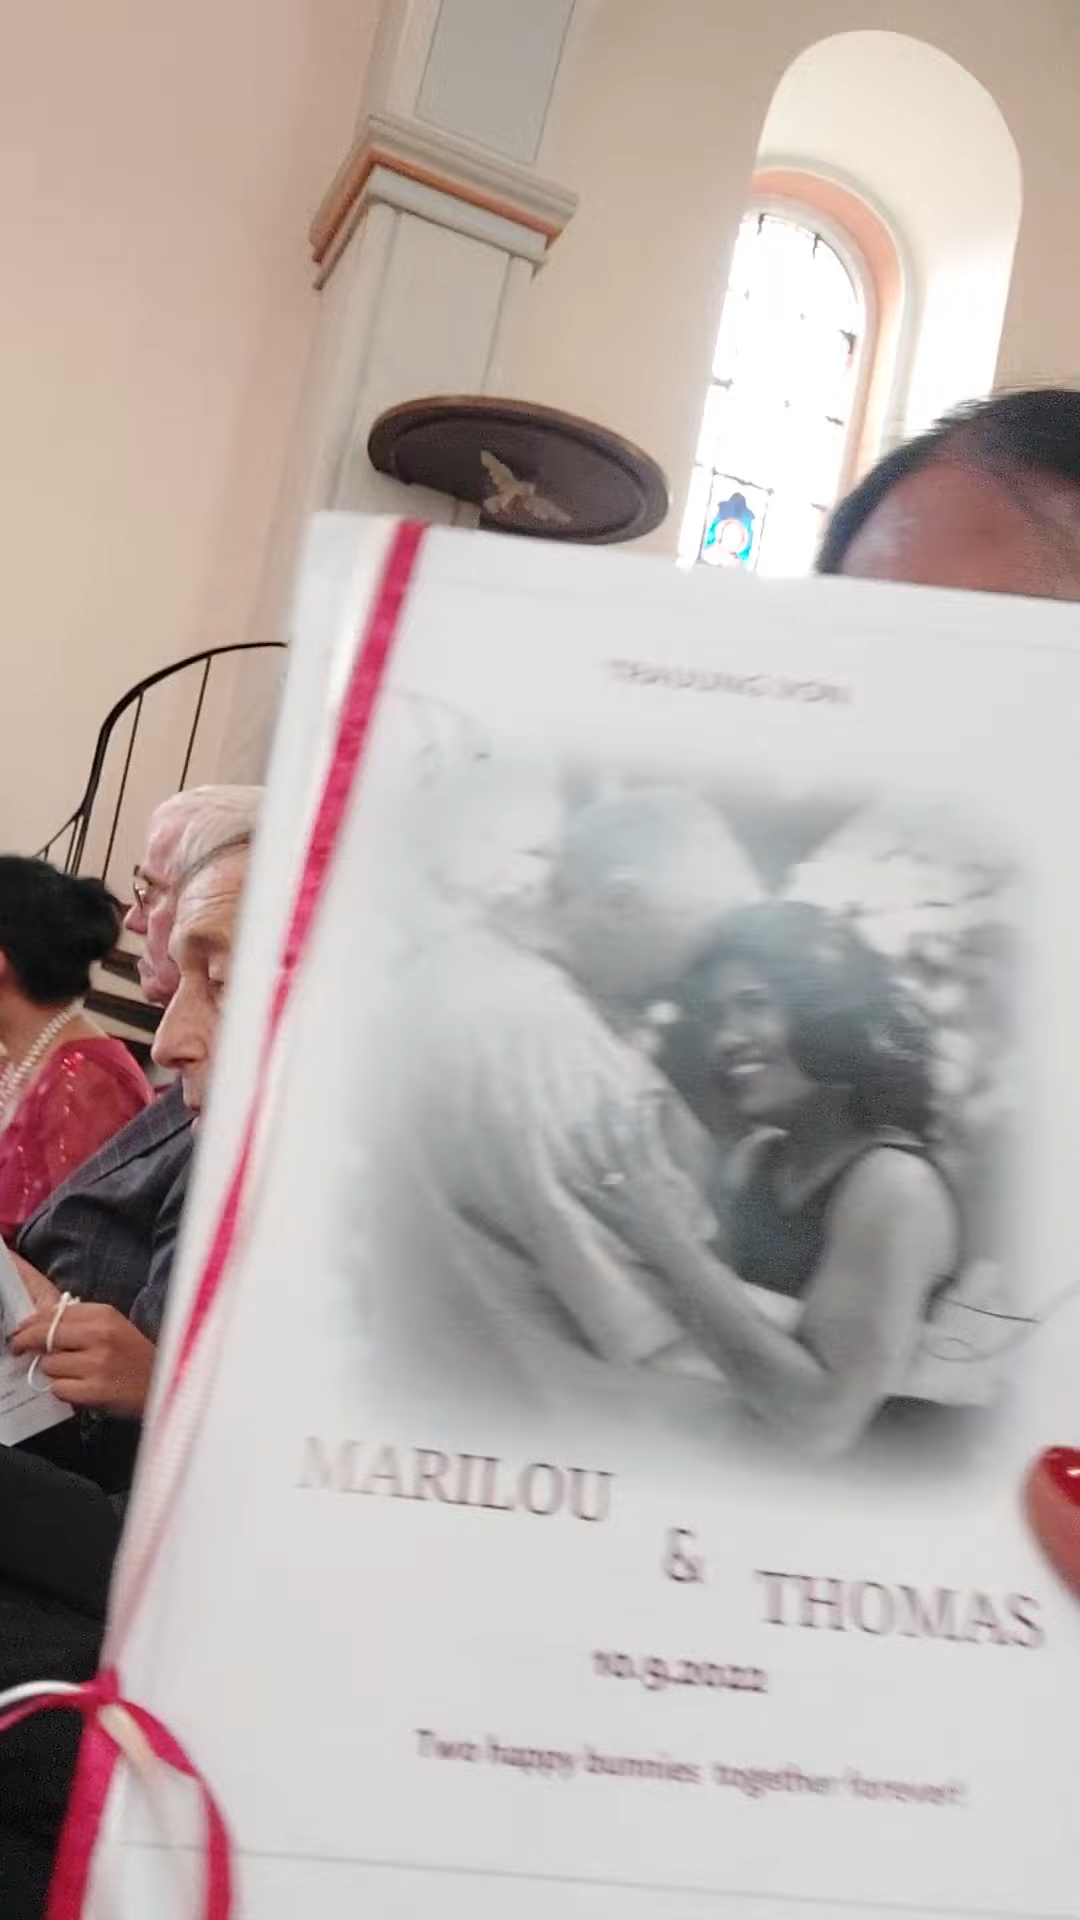 TRAUUNG VON
MARILOU
&
THOMAS
10.9.2022
Two happy bunnies together forever!